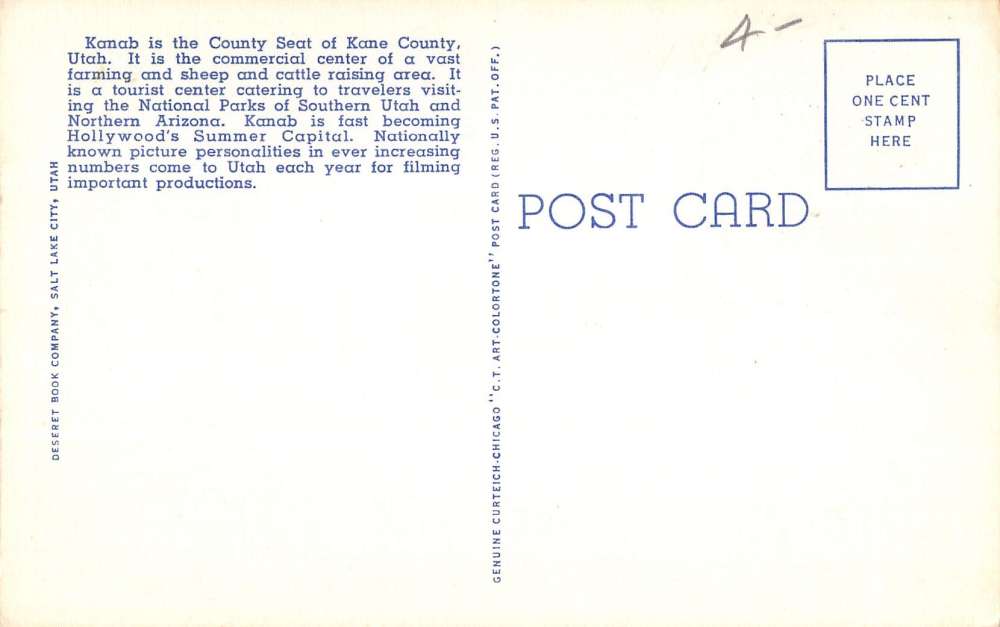 Kanab is the County Seat of Kane County,
Utah. It is the commercial center of a vast
farming and sheep and cattle raising area. It
is a tourist center catering to travelers visit-
ing the National Parks of Southern Utah and
Northern Arizona. Kanab is fast becoming
Hollywood's Summer Capital. Nationally
known picture personalities in ever increasing
numbers come to Utah each year for filming
important productions.
DESERET BOOK COMPANY, SALT LAKE CITY, UTAH
GENUINE CURTEICH-CHICAGO "C.T. ART-COLORTONE" POST CARD (REG. U.S. PAT. OFF.)
4-
POST CARD
PLACE
ONE CENT
STAMP
HERE